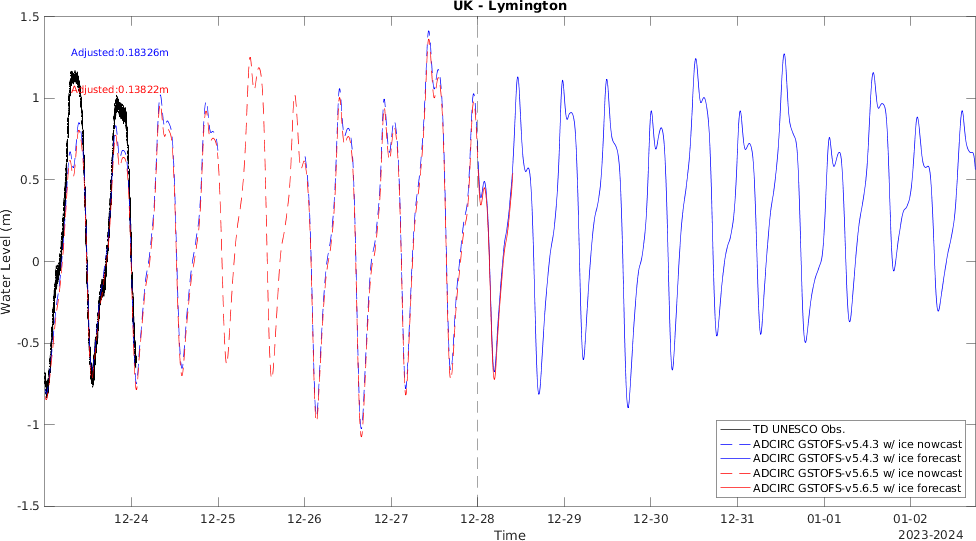 UK - Lymington
1.5
Adjusted:0.18326m
Adjusted:0.13822m
1
0.5
0
-0.5
-1
-1.5
Water Level (m)
TD UNESCO Obs.
ADCIRC GSTOFS-v5.4.3 w/ ice nowcast
ADCIRC GSTOFS-v5.4.3 w/ ice forecast
ADCIRC GSTOFS-v5.6.5 w/ ice nowcast
ADCIRC GSTOFS-v5.6.5 w/ ice forecast
12-24 12-25 12-26 12-27 12-28 12-29 12-30 12-31 01-01 01-02
Time
2023-2024